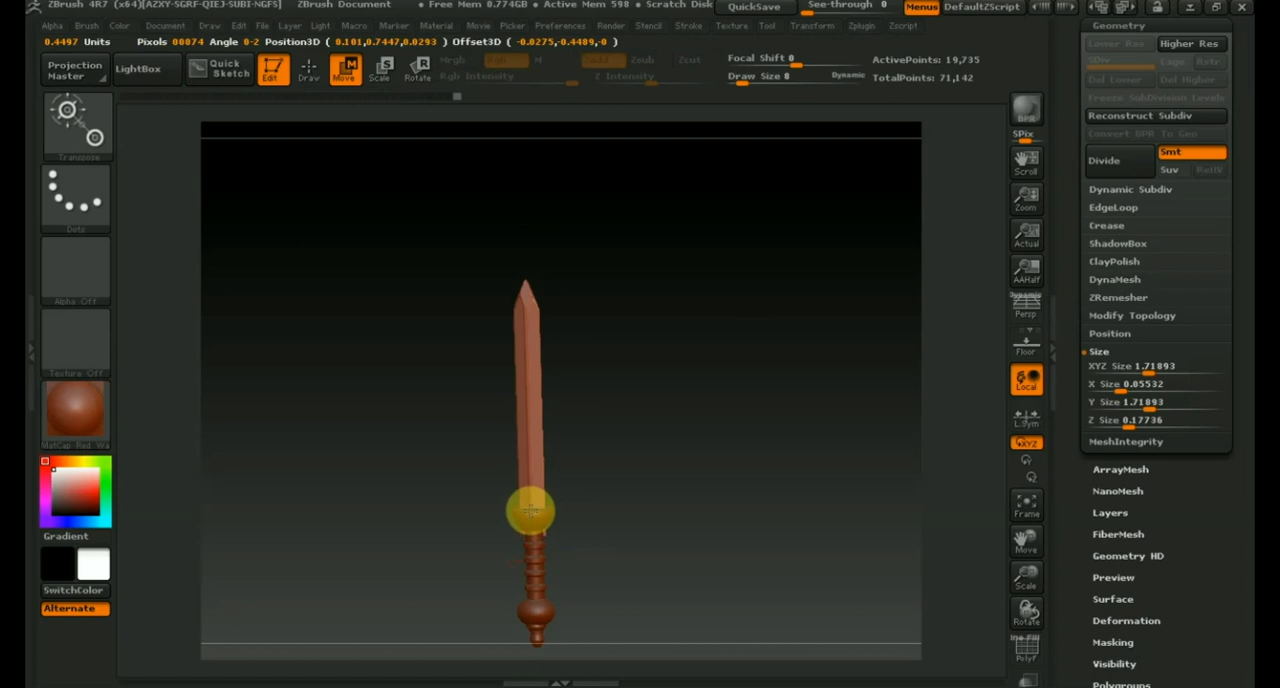 ZBrush 4R7 (x64)[AZXY-SGRF-QIEJ-SUBI-NGFS] ZBrush Document • Free Mem 0.774GB • Active Mem 598 • Scratch Disk QuickSave See-through 0 Menus DefaultZScript
Alpha Brush Color Document Draw Edit File Layer Light Macro Marker Material Movie Picker Preferences Render Stencil Stroke Texture Tool Transform Zplugin Zscript
0.4497 Units Pixols 00074 Angle 0-2 Position3D ( 0.101,0.7447,0.0293 ) Offset3D ( -0.0275,-0.4489,-0 )
Projection Master
LightBox
Quick Sketch
Edit
Draw
Move
Scale
Rotate
Mrgb Rgb M
Rgb Intensity
Zadd Zsub Zcut
Z Intensity
Focal Shift 0
Draw Size 8 Dynamic
ActivePoints: 19,735
TotalPoints: 71,142
Transpose
Dots
Alpha Off
Texture Off
MatCap Red Wa
Gradient
SwitchColor
Alternate
BPR
SPix
Scroll
Zoom
Actual
AAHalf
Dynamic
Persp
Floor
Local
L.Sym
XYZ
Frame
Move
Scale
Rotate
Line Fill
PolyF
Geometry
Lower Res Higher Res
SDiv Cage Rstr
Del Lower Del Higher
Freeze SubDivision Levels
Reconstruct Subdiv
Convert BPR To Geo
Divide
Smt
Suv ReUV
Dynamic Subdiv
EdgeLoop
Crease
ShadowBox
ClayPolish
DynaMesh
ZRemesher
Modify Topology
Position
Size
XYZ Size 1.71893
X Size 0.05532
Y Size 1.71893
Z Size 0.17736
MeshIntegrity
ArrayMesh
NanoMesh
Layers
FiberMesh
Geometry HD
Preview
Surface
Deformation
Masking
Visibility
Polygroups